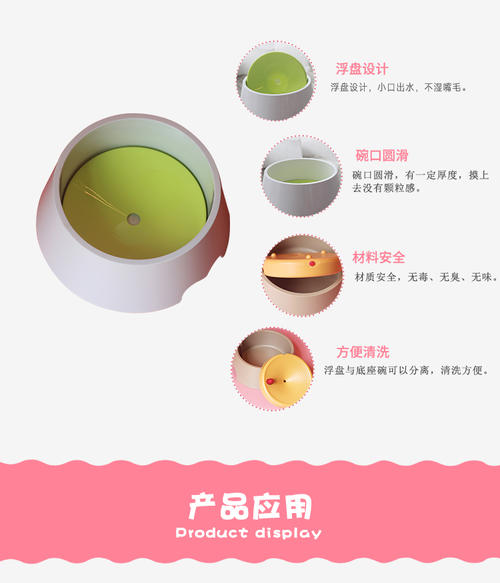 浮盘设计
浮盘设计，小口出水，不湿嘴毛。
碗口圆滑
碗口圆滑，有一定厚度，摸上
去没有颗粒感。
材料安全
材质安全，无毒、无臭、无味。
方便清洗
浮盘与底座碗可以分离，清洗方便。
产品应用
Product display